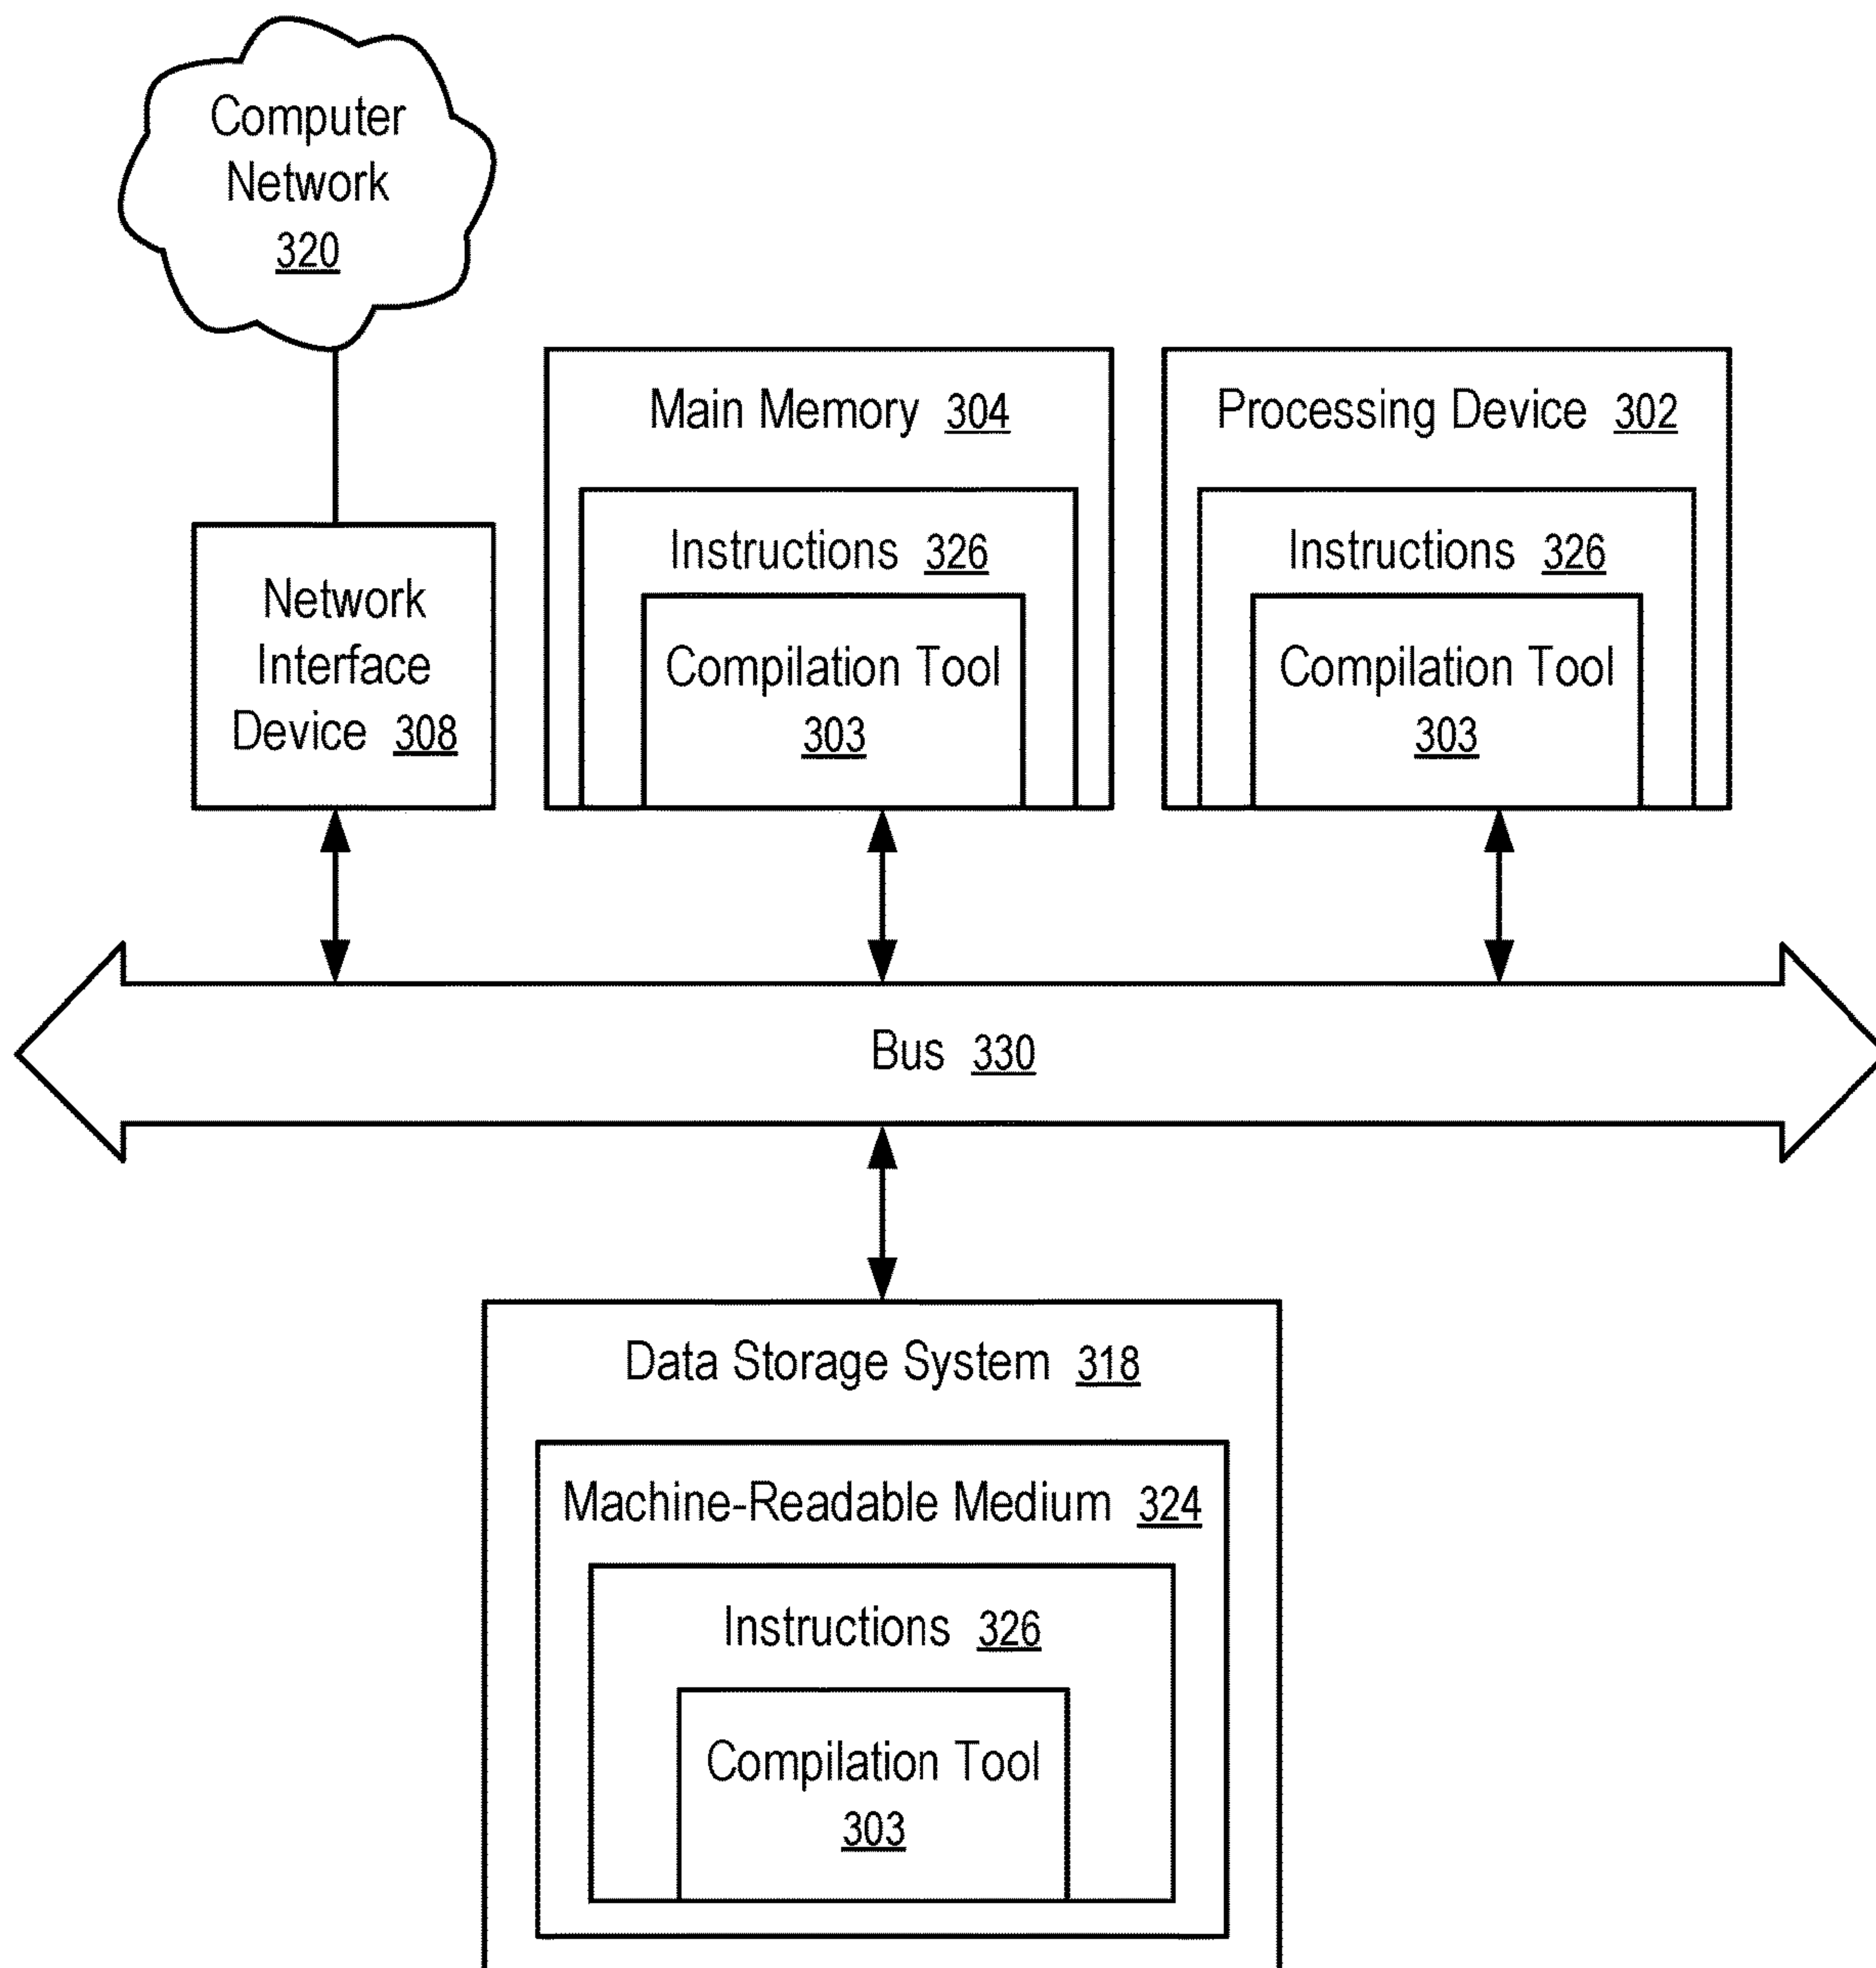 Computer
Network
320
Main Memory 304
Processing Device 302
Instructions 326
Instructions 326
Network
Interface
Device 308
Compilation Tool
303
Compilation Tool
303
Bus 330
Data Storage System 318
Machine-Readable Medium 324
Instructions 326
Compilation Tool
303